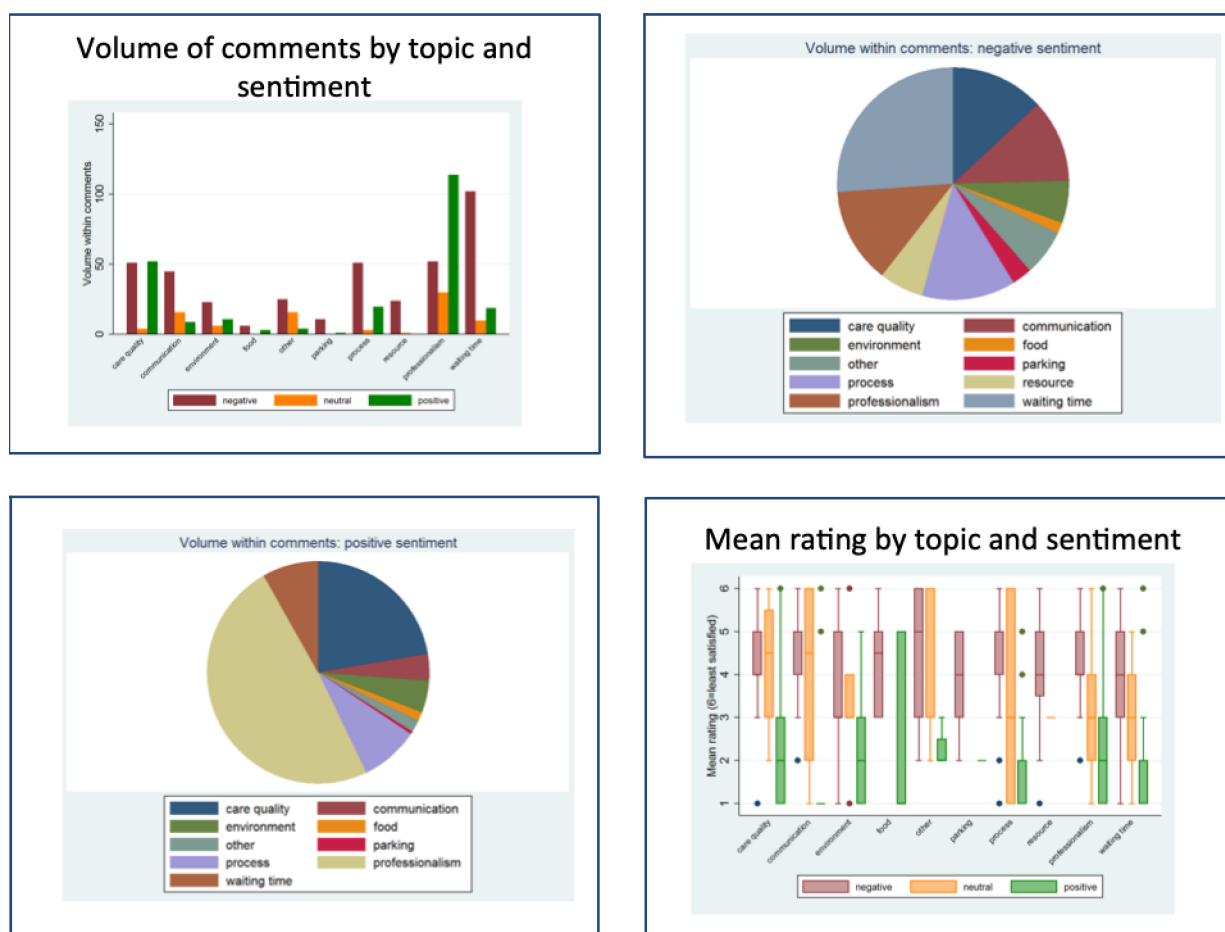 Volume of comments by topic and
sentiment
Volume within comments
150
100
50
0
care quality
communication
environment
food
other
parking
process
resource
professionalism
waiting time
negative neutral positive
Volume within comments: negative sentiment
care quality communication
environment food
other parking
process resource
professionalism waiting time
Volume within comments: positive sentiment
care quality communication
environment food
other parking
process professionalism
waiting time
Mean rating by topic and sentiment
Mean rating (6=least satisfied)
6
5
4
3
2
1
care quality
communication
environment
food
other
parking
process
resource
professionalism
waiting time
negative neutral positive